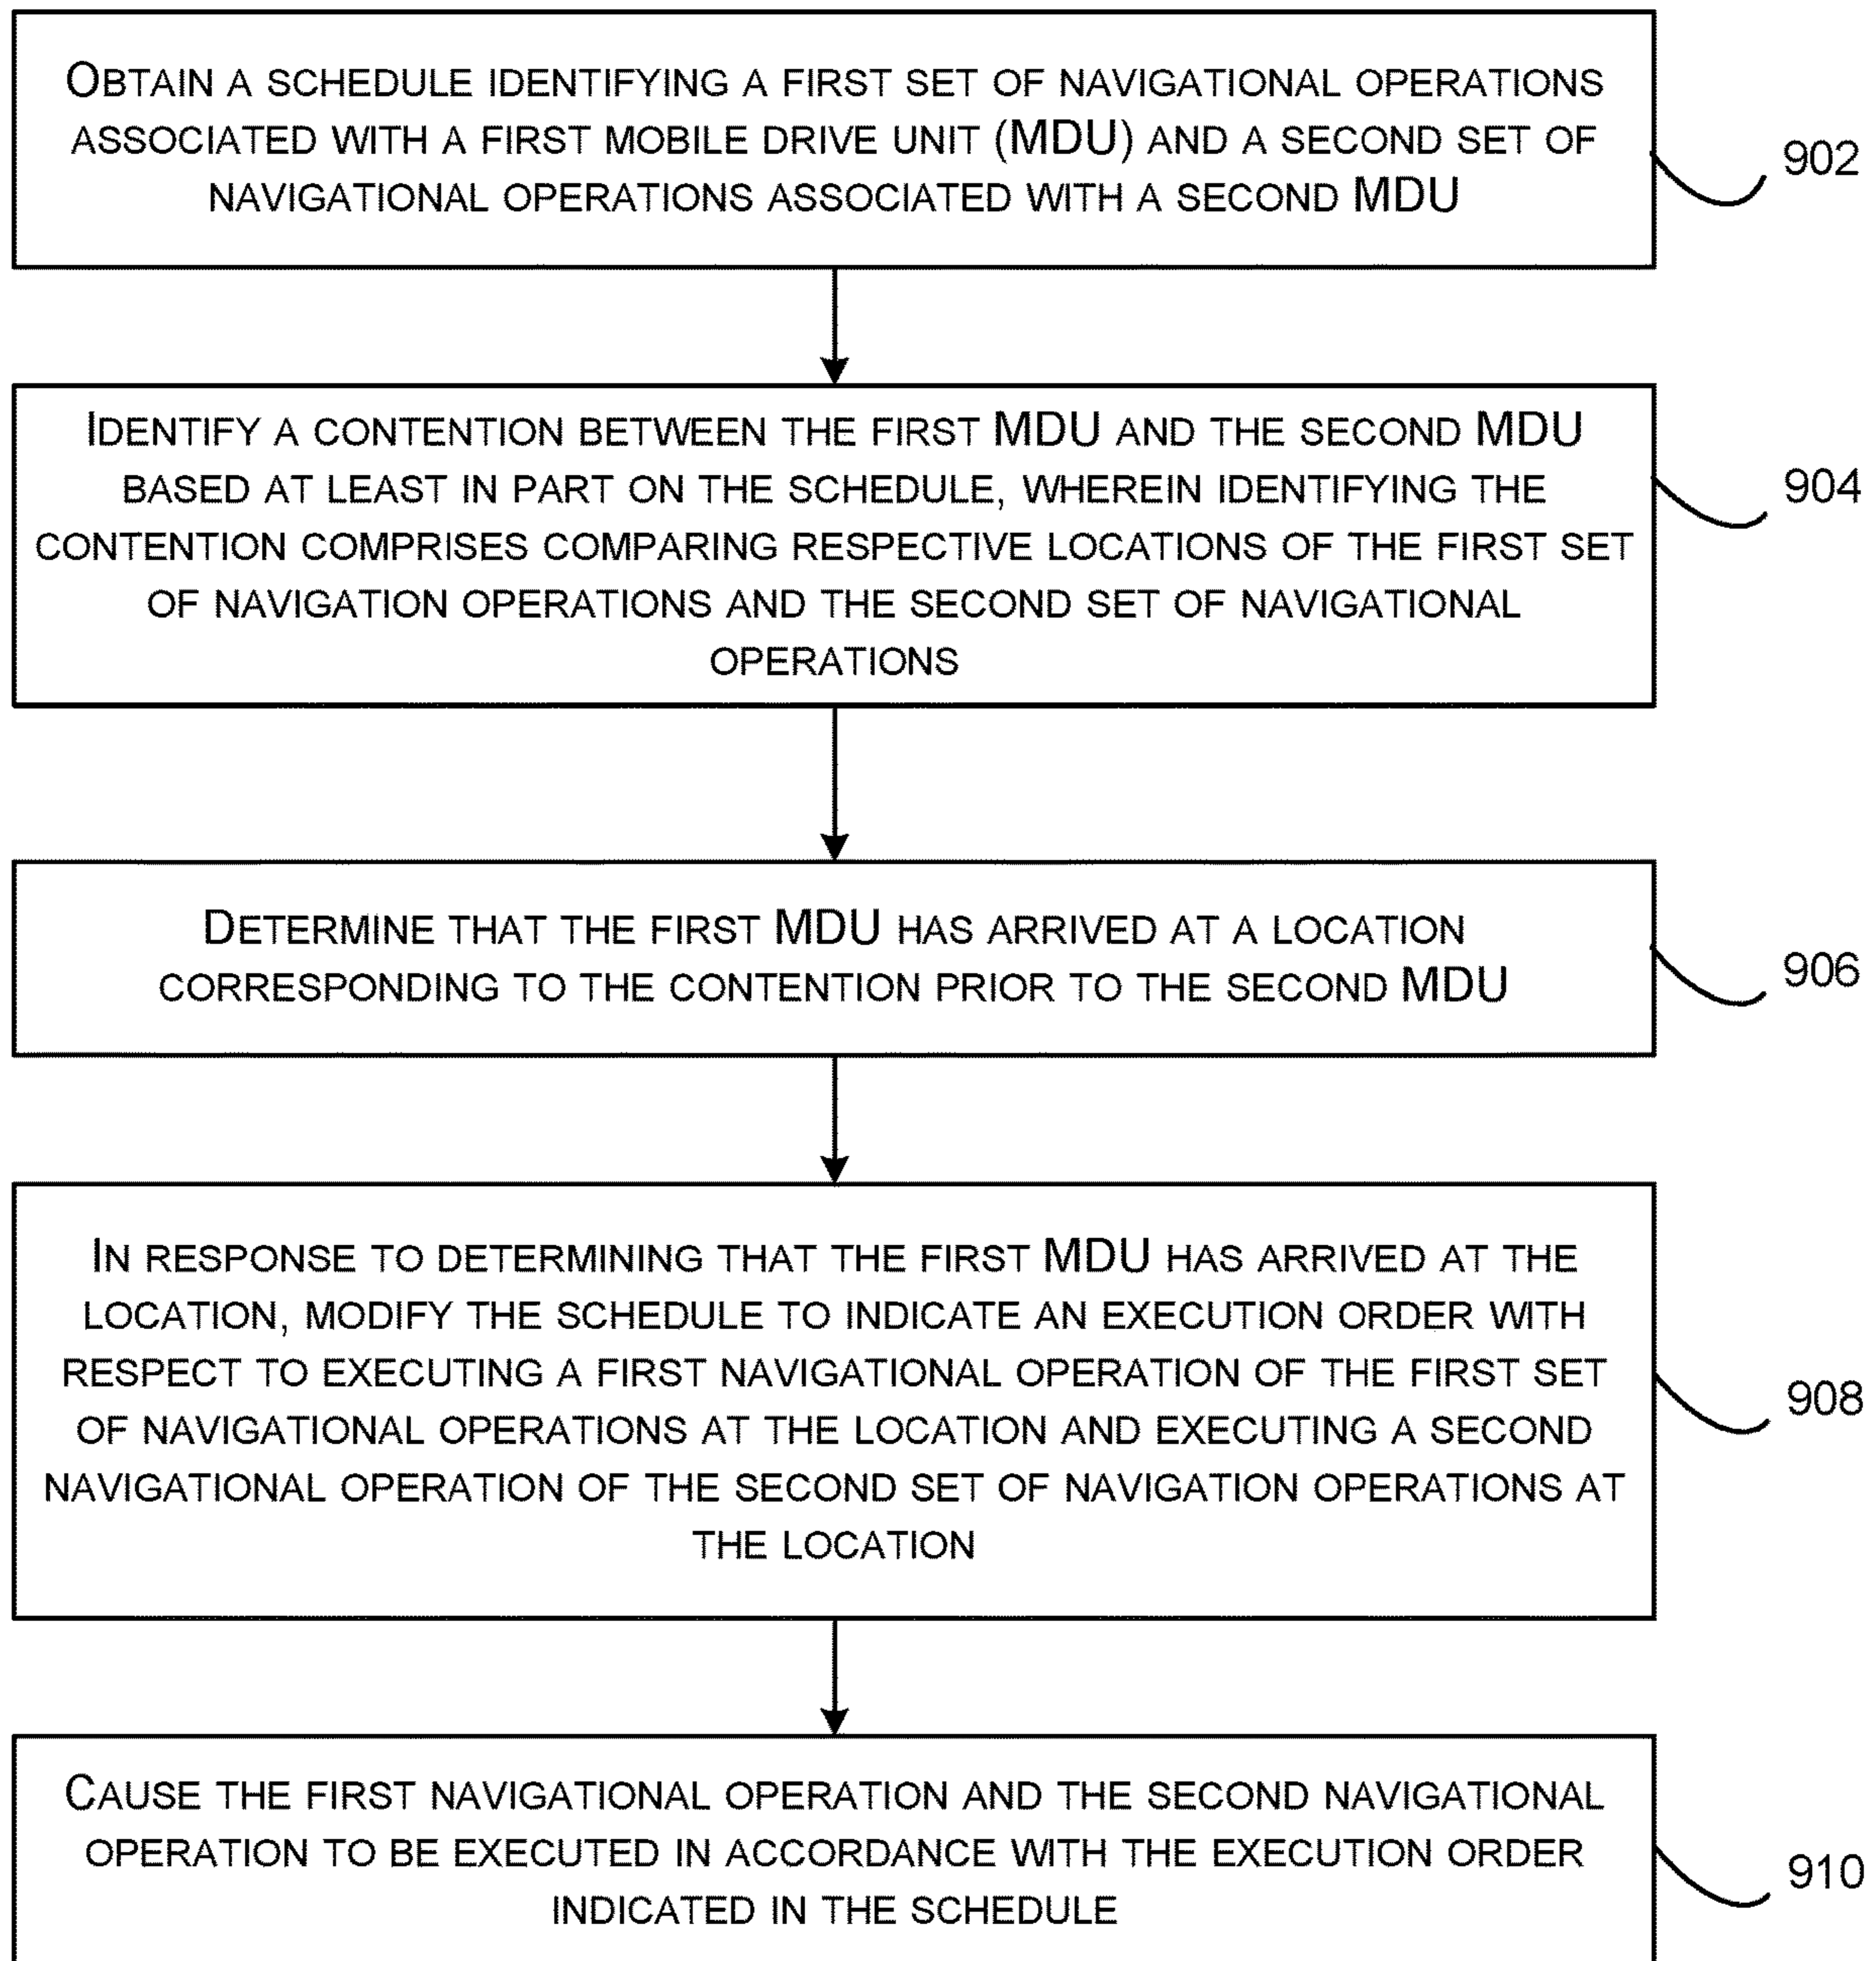 OBTAIN A SCHEDULE IDENTIFYING A FIRST SET OF NAVIGATIONAL OPERATIONS
ASSOCIATED WITH A FIRST MOBILE DRIVE UNIT (MDU) AND A SECOND SET OF
NAVIGATIONAL OPERATIONS ASSOCIATED WITH A SECOND MDU
902
IDENTIFY A CONTENTION BETWEEN THE FIRST MDU AND THE SECOND MDU
BASED AT LEAST IN PART ON THE SCHEDULE, WHEREIN IDENTIFYING THE
CONTENTION COMPRISES COMPARING RESPECTIVE LOCATIONS OF THE FIRST SET
OF NAVIGATION OPERATIONS AND THE SECOND SET OF NAVIGATIONAL
OPERATIONS
904
DETERMINE THAT THE FIRST MDU HAS ARRIVED AT A LOCATION
CORRESPONDING TO THE CONTENTION PRIOR TO THE SECOND MDU
906
IN RESPONSE TO DETERMINING THAT THE FIRST MDU HAS ARRIVED AT THE
LOCATION, MODIFY THE SCHEDULE TO INDICATE AN EXECUTION ORDER WITH
RESPECT TO EXECUTING A FIRST NAVIGATIONAL OPERATION OF THE FIRST SET
OF NAVIGATIONAL OPERATIONS AT THE LOCATION AND EXECUTING A SECOND
NAVIGATIONAL OPERATION OF THE SECOND SET OF NAVIGATION OPERATIONS AT
THE LOCATION
908
CAUSE THE FIRST NAVIGATIONAL OPERATION AND THE SECOND NAVIGATIONAL
OPERATION TO BE EXECUTED IN ACCORDANCE WITH THE EXECUTION ORDER
INDICATED IN THE SCHEDULE
910